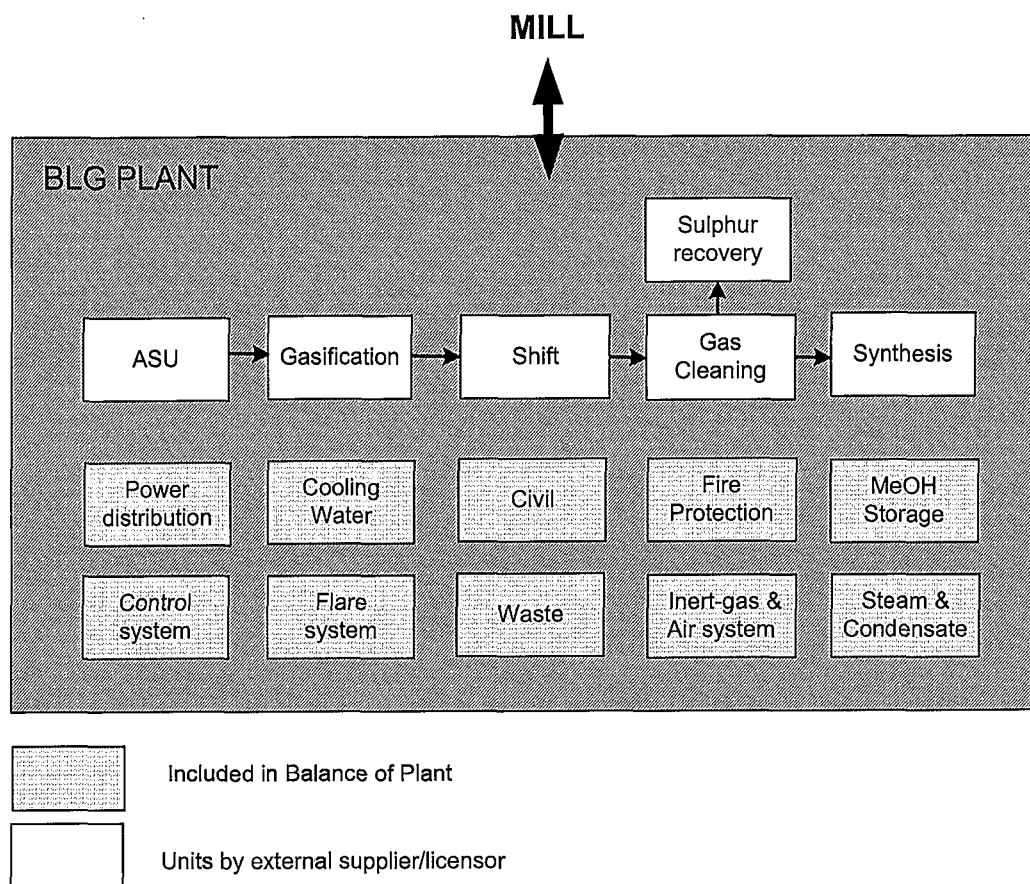 MILL
BLG PLANT
Sulphur
recovery
ASU
Gasification
Shift
Gas
Cleaning
Synthesis
Power
distribution
Cooling
Water
Civil
Fire
Protection
MeOH
Storage
Control
system
Flare
system
Waste
Inert-gas &
Air system
Steam &
Condensate
Included in Balance of Plant
Units by external supplier/licensor